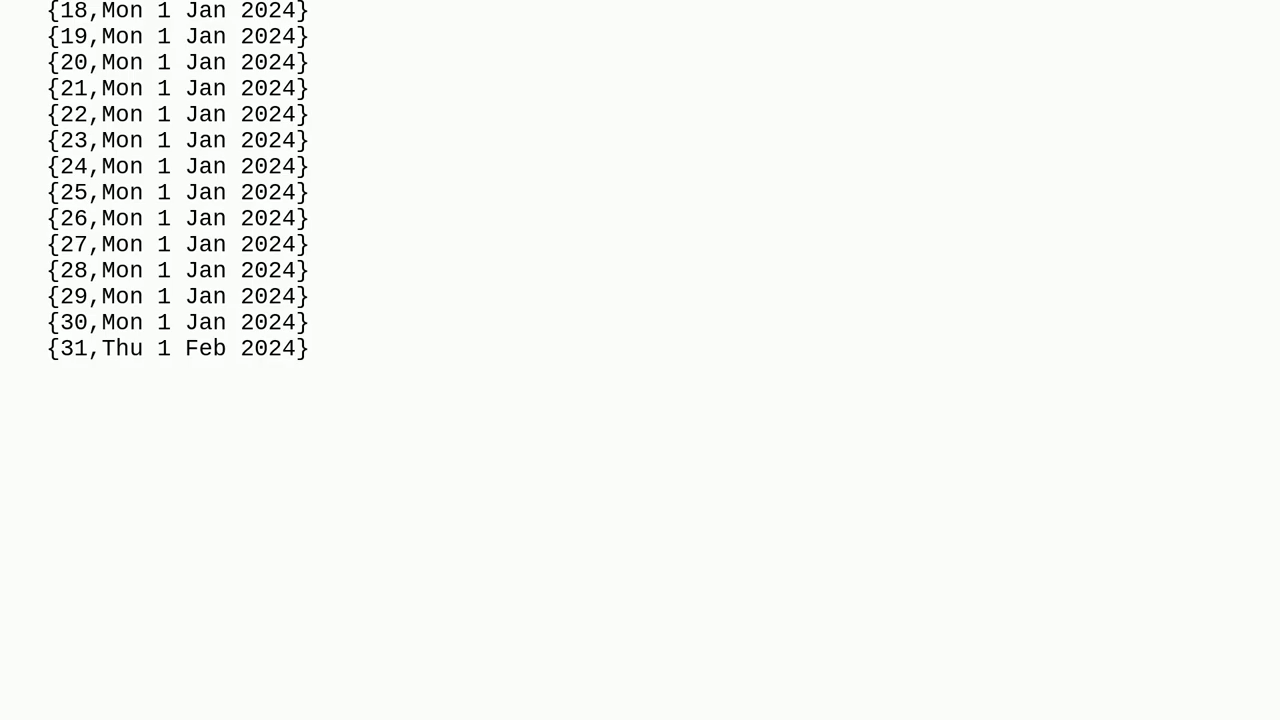 {18,Mon 1 Jan 2024}
{19,Mon 1 Jan 2024}
{20,Mon 1 Jan 2024}
{21,Mon 1 Jan 2024}
{22,Mon 1 Jan 2024}
{23,Mon 1 Jan 2024}
{24,Mon 1 Jan 2024}
{25,Mon 1 Jan 2024}
{26,Mon 1 Jan 2024}
{27,Mon 1 Jan 2024}
{28,Mon 1 Jan 2024}
{29,Mon 1 Jan 2024}
{30,Mon 1 Jan 2024}
{31,Thu 1 Feb 2024}